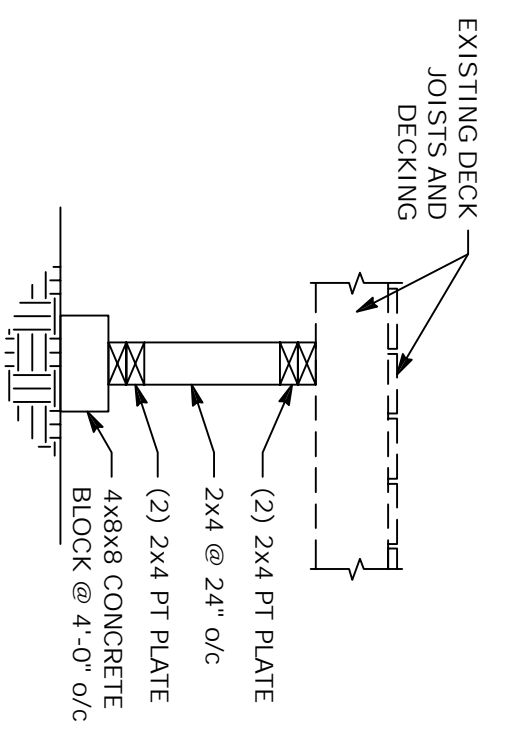 EXISTING DECK
JOISTS AND
DECKING
(2) 2x4 PT PLATE
2x4 @ 24" o/c
(2) 2x4 PT PLATE
4x8x8 CONCRETE
BLOCK @ 4'-0" o/c